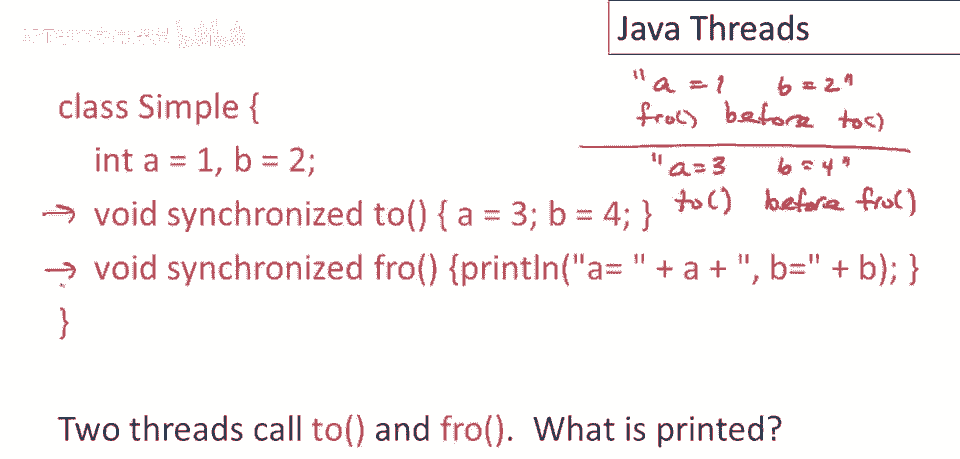 Java Threads
"a = 1 b = 2"
fro() before to()
"a=3 b=4"
to() before fro()
class Simple {
int a = 1, b = 2;
→ void synchronized to() { a = 3; b = 4; }
→ void synchronized fro() {println("a= " + a + ", b=" + b); }
}
Two threads call to() and fro(). What is printed?